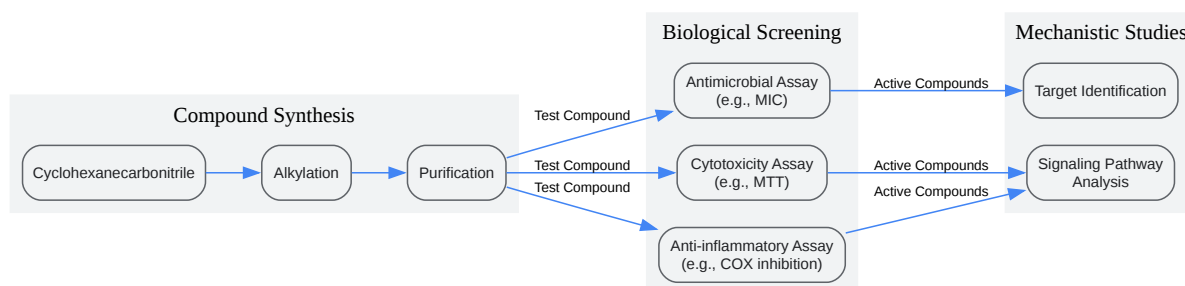 Compound Synthesis
Cyclohexanecarbonitrile
Alkylation
Purification
Test Compound
Test Compound
Test Compound
Biological Screening
Antimicrobial Assay
(e.g., MIC)
Cytotoxicity Assay
(e.g., MTT)
Anti-inflammatory Assay
(e.g., COX inhibition)
Active Compounds
Active Compounds
Active Compounds
Mechanistic Studies
Target Identification
Signaling Pathway
Analysis